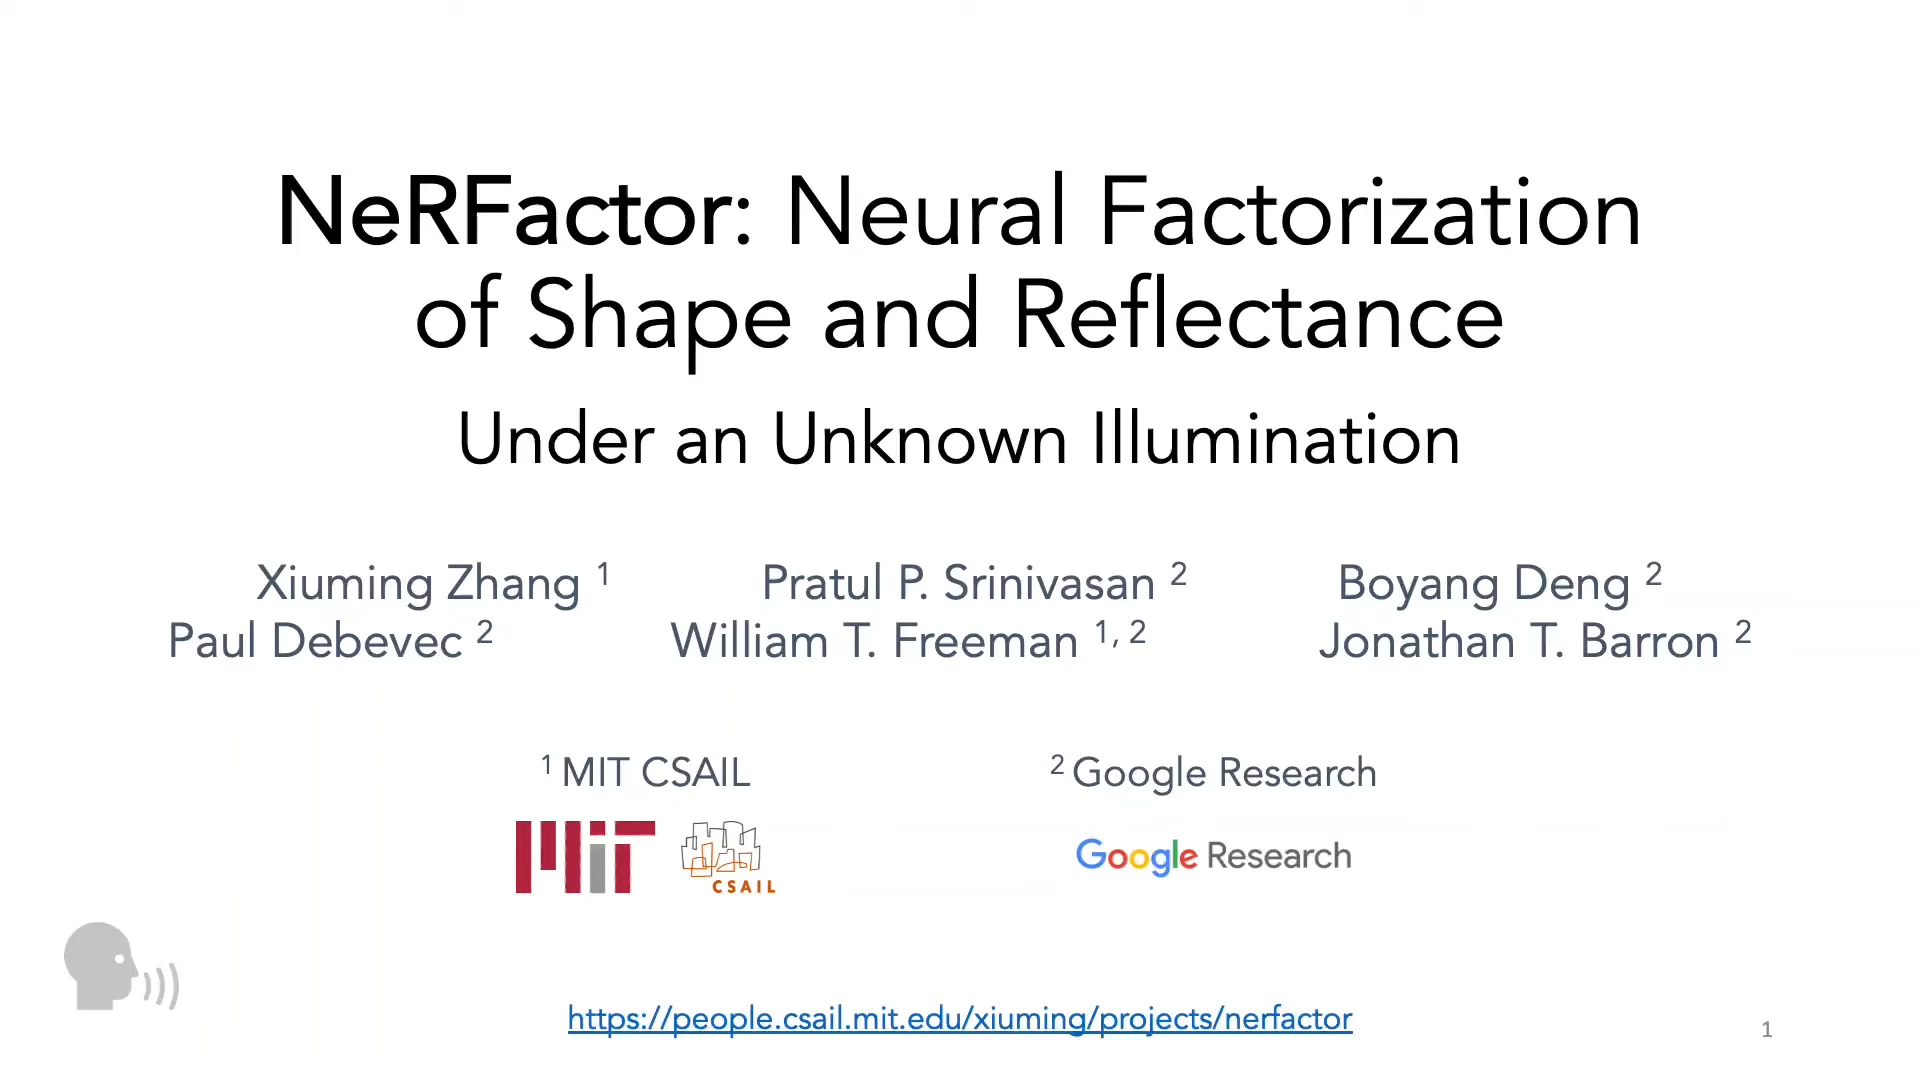 NeRFactor: Neural Factorization
of Shape and Reflectance
Under an Unknown Illumination
Xiuming Zhang 1 Pratul P. Srinivasan 2 Boyang Deng 2
Paul Debevec 2 William T. Freeman 1, 2 Jonathan T. Barron 2
1 MIT CSAIL 2 Google Research
MIT CSAIL Google Research
https://people.csail.mit.edu/xiuming/projects/nerfactor
1